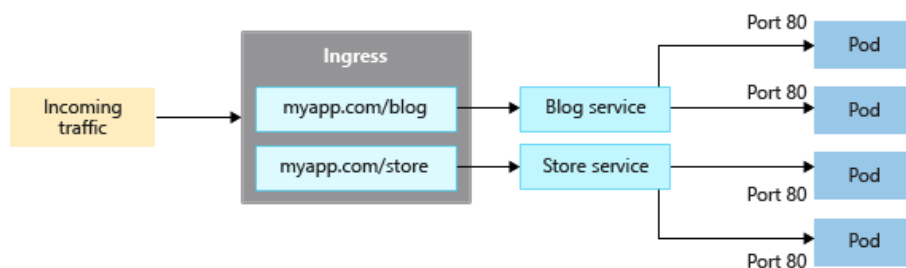 Port 80
Pod
Ingress
Incoming
traffic
myapp.com/blog
Blog service
Port 80
Pod
myapp.com/store
Store service
Pod
Port 80
Pod
Port 80